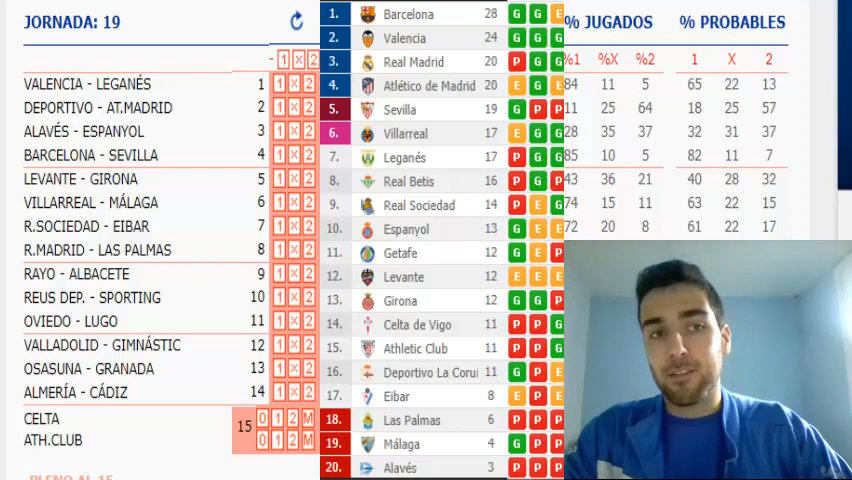 JORNADA: 19
- 1 X 2
VALENCIA - LEGANÉS 1 1 X 2
DEPORTIVO - AT.MADRID 2 1 X 2
ALAVÉS - ESPANYOL 3 1 X 2
BARCELONA - SEVILLA 4 1 X 2
LEVANTE - GIRONA 5 1 X 2
VILLARREAL - MÁLAGA 6 1 X 2
R.SOCIEDAD - EIBAR 7 1 X 2
R.MADRID - LAS PALMAS 8 1 X 2
RAYO - ALBACETE 9 1 X 2
REUS DEP. - SPORTING 10 1 X 2
OVIEDO - LUGO 11 1 X 2
VALLADOLID - GIMNÁSTIC 12 1 X 2
OSASUNA - GRANADA 13 1 X 2
ALMERÍA - CÁDIZ 14 1 X 2
CELTA 15 0 1 2 M
ATH.CLUB 0 1 2 M
PLENO AL 15
1. Barcelona 28 G G E
2. Valencia 24 G G G
3. Real Madrid 20 P G G
4. Atlético de Madrid 20 E G E
5. Sevilla 19 G P P
6. Villarreal 17 E G G
7. Leganés 17 P G P
8. Real Betis 16 P G P
9. Real Sociedad 14 P E G
10. Espanyol 13 G E E
11. Getafe 12 G E P
12. Levante 12 E E E
13. Girona 12 G G P
14. Celta de Vigo 11 P P G
15. Athletic Club 11 P P P
16. Deportivo La Coru 11 G P E
17. Eibar 8 E P E
18. Las Palmas 6 P P P
19. Málaga 4 G P P
20. Alavés 3 P P P
% JUGADOS % PROBABLES
%1 %X %2 1 X 2
84 11 5 65 22 13
11 25 64 18 25 57
28 35 37 32 31 37
85 10 5 82 11 7
43 36 21 40 28 32
74 15 11 63 22 15
72 20 8 61 22 17